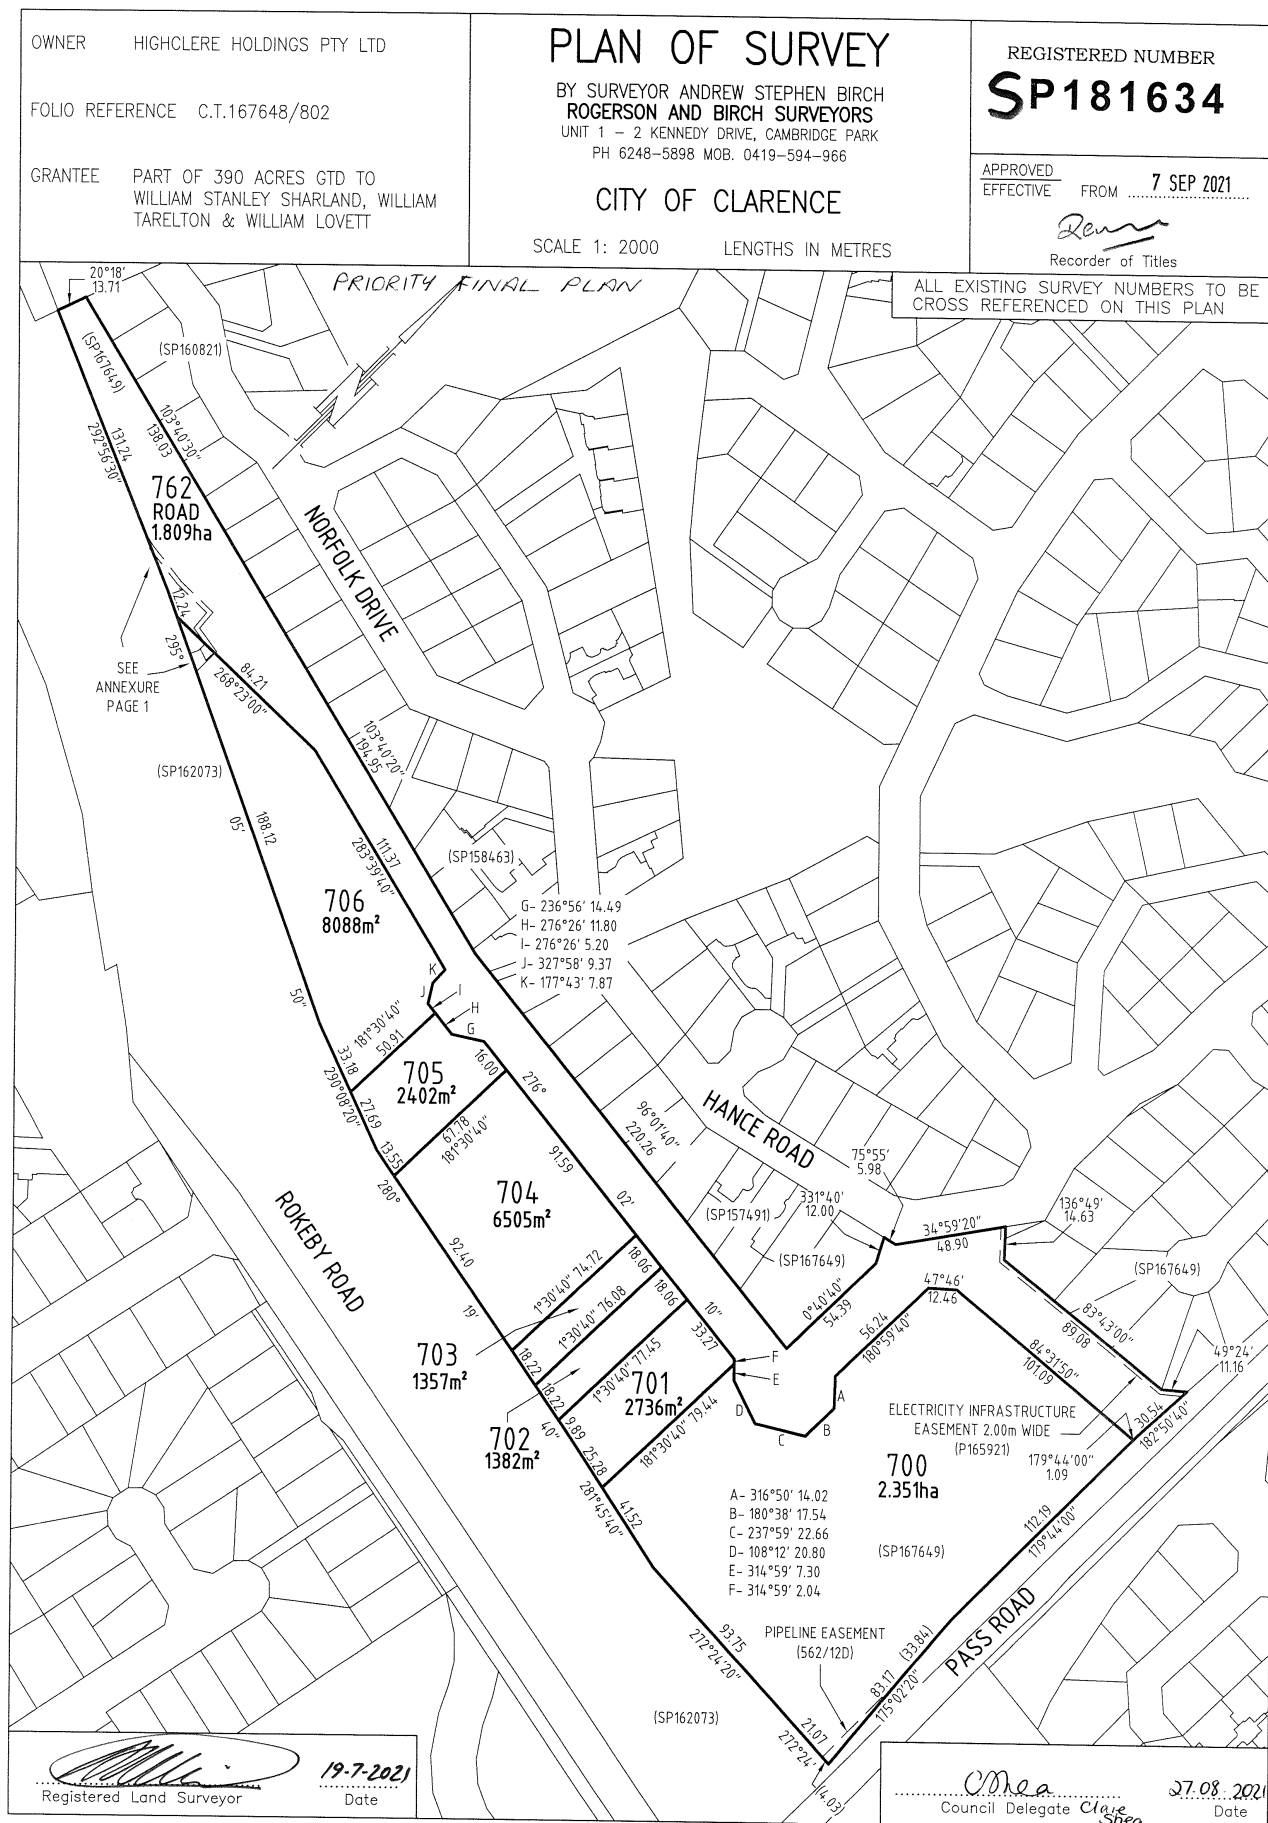 OWNER HIGHCLERE HOLDINGS PTY LTD
FOLIO REFERENCE C.T.167648/802
GRANTEE PART OF 390 ACRES GTD TO
WILLIAM STANLEY SHARLAND, WILLIAM
TARELTON & WILLIAM LOVETT
PLAN OF SURVEY
BY SURVEYOR ANDREW STEPHEN BIRCH
ROGERSON AND BIRCH SURVEYORS
UNIT 1 – 2 KENNEDY DRIVE, CAMBRIDGE PARK
PH 6248–5898 MOB. 0419–594–966
CITY OF CLARENCE
SCALE 1: 2000 LENGTHS IN METRES
REGISTERED NUMBER
SP181634
APPROVED
EFFECTIVE FROM 7 SEP 2021
Recorder of Titles
PRIORITY FINAL PLAN
ALL EXISTING SURVEY NUMBERS TO BE
CROSS REFERENCED ON THIS PLAN
20°18'
13.71
(SP167649)
(SP160821)
103°40'30"
138.03
131.24
292°56'30"
762
ROAD
1.809ha
NORFOLK DRIVE
12.24
295°
SEE
ANNEXURE
PAGE 1
84.21
268°23'00"
103°40'20"
194.95
(SP162073)
188.12
05'
111.37
283°39'40"
(SP158463)
706
8088m²
G– 236°56' 14.49
H– 276°26' 11.80
I– 276°26' 5.20
J– 327°58' 9.37
K– 177°43' 7.87
K
J
I
H
G
50"
181°30'40"
50.91
33.18
290°08'20"
16.00
276°
705
2402m²
27.69
67.78
181°30'40"
13.55
280°
96°01'40"
220.26
HANCE ROAD
91.59
02'
704
6505m²
75°55'
5.98
331°40'
12.00
(SP157491)
(SP167649)
34°59'20"
48.90
136°49'
14.63
(SP167649)
ROKEBY ROAD
92.40
19'
1°30'40" 74.72
18.06
1°30'40" 76.08
18.06
10"
0°40'40"
54.39
47°46'
12.46
56.24
180°59'40"
83°43'00"
89.08
84°31'50"
101.09
49°24'
11.16
33.27
703
1357m²
18.22
1°30'40" 77.45
701
2736m²
F
E
D
C
B
A
18.22
40"
9.89
181°30'40" 79.44
702
1382m²
25.28
281°45'40"
41.52
ELECTRICITY INFRASTRUCTURE
EASEMENT 2.00m WIDE
(P165921)
30.54
182°50'40"
179°44'00"
1.09
700
2.351ha
A– 316°50' 14.02
B– 180°38' 17.54
C– 237°59' 22.66
D– 108°12' 20.80
E– 314°59' 7.30
F– 314°59' 2.04
(SP167649)
112.19
179°44'00"
PASS ROAD
PIPELINE EASEMENT
(562/12D)
93.75
272°24'20"
83.17 (33.84)
175°02'20"
(SP162073)
21.07
272°24'
(4.03)
19-7-2021
Registered Land Surveyor Date
27.08.2021
Council Delegate Clare Shea Date